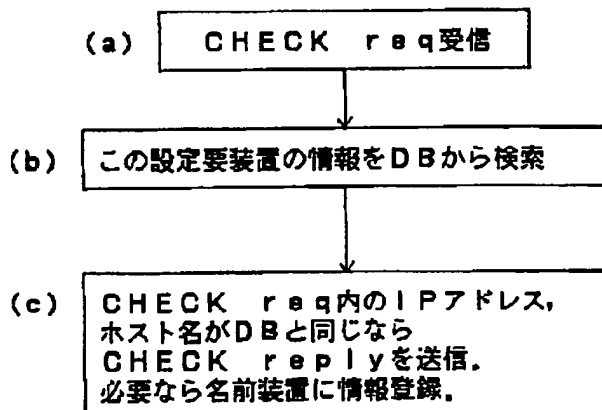 (a) CHECK req受信
(b) この設定要装置の情報をDBから検索
(c) CHECK req内のIPアドレス,
ホスト名がDBと同じなら
CHECK replyを送信.
必要なら名前装置に情報登録.